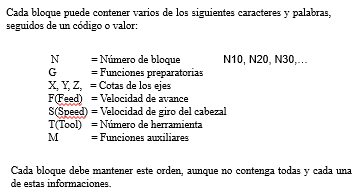 Cada bloque puede contener varios de los siguientes caracteres y palabras,
seguidos de un código o valor:
N = Número de bloque N10, N20, N30,...
G = Funciones preparatorias
X, Y, Z, = Cotas de los ejes
F(Feed) = Velocidad de avance
S(Speed) = Velocidad de giro del cabezal
T(Tool) = Número de herramienta
M = Funciones auxiliares
Cada bloque debe mantener este orden, aunque no contenga todas y cada una
de estas informaciones.